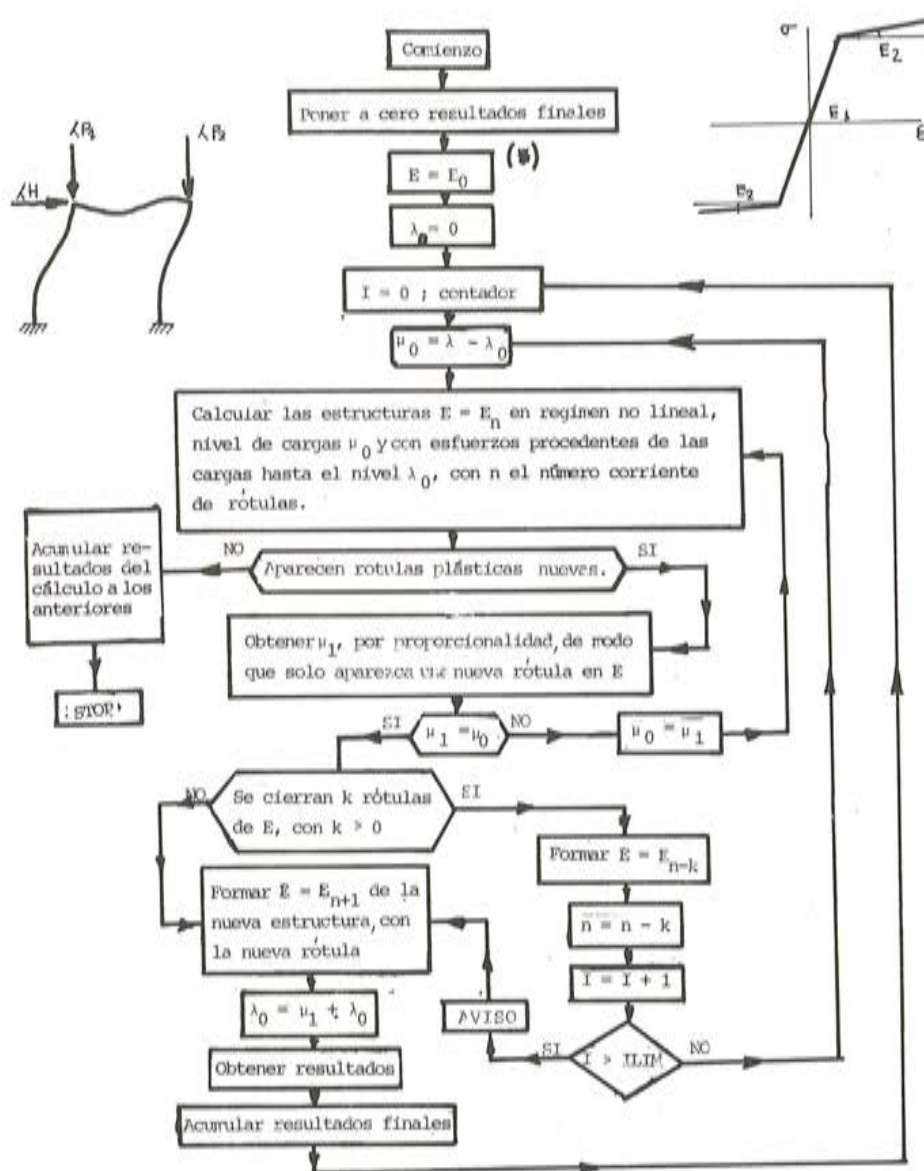 Comienzo
Poner a cero resultados finales
E = E0
λ0 = 0
I = 0 ; contador
μ0 = λ - λ0
Calcular las estructuras E = En en regimen no lineal,
nivel de cargas μ0 y con esfuerzos procedentes de las
cargas hasta el nivel λ0, con n el número corriente
de rótulas.
NO
Aparecen rotulas plásticas nuevas.
SI
Acumular re-
sultados del
cálculo a los
anteriores
STOP
Obtener μ1, por proporcionalidad, de modo
que solo aparezca una nueva rótula en E
SI
μ1 = μ0
NO
μ0 = μ1
NO
Se cierran k rótulas
de E, con k > 0
SI
Formar E = En-k
n = n - k
I = I + 1
I > ILIM
SI
NO
AVISO
Formar E = En+1 de la
nueva estructura, con
la nueva rótula
λ0 = μ1 + λ0
Obtener resultados
Acumular resultados finales
λP1
λP2
λH
σ
E2
E1
ε
E2